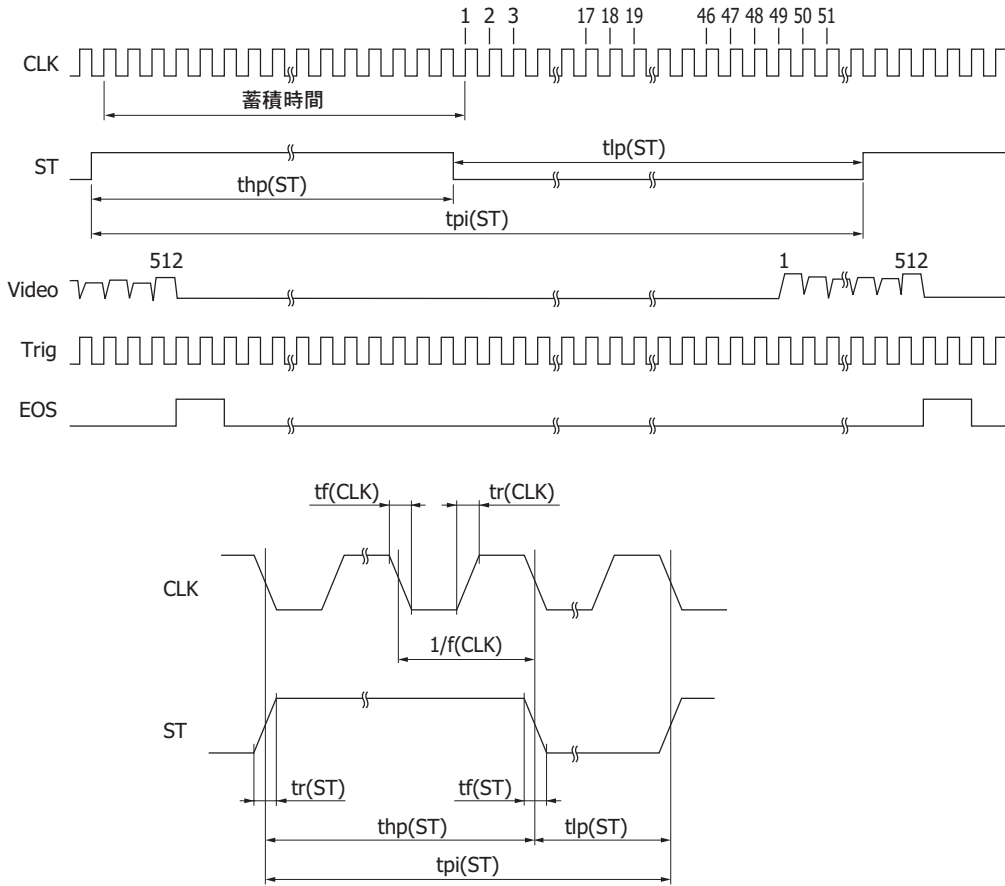 1 2 3 17 18 19 46 47 48 49 50 51
CLK
蓄積時間
ST
tlp(ST)
thp(ST)
tpi(ST)
Video
512
1
512
Trig
EOS
tf(CLK)
tr(CLK)
CLK
1/f(CLK)
ST
tr(ST)
tf(ST)
thp(ST)
tlp(ST)
tpi(ST)